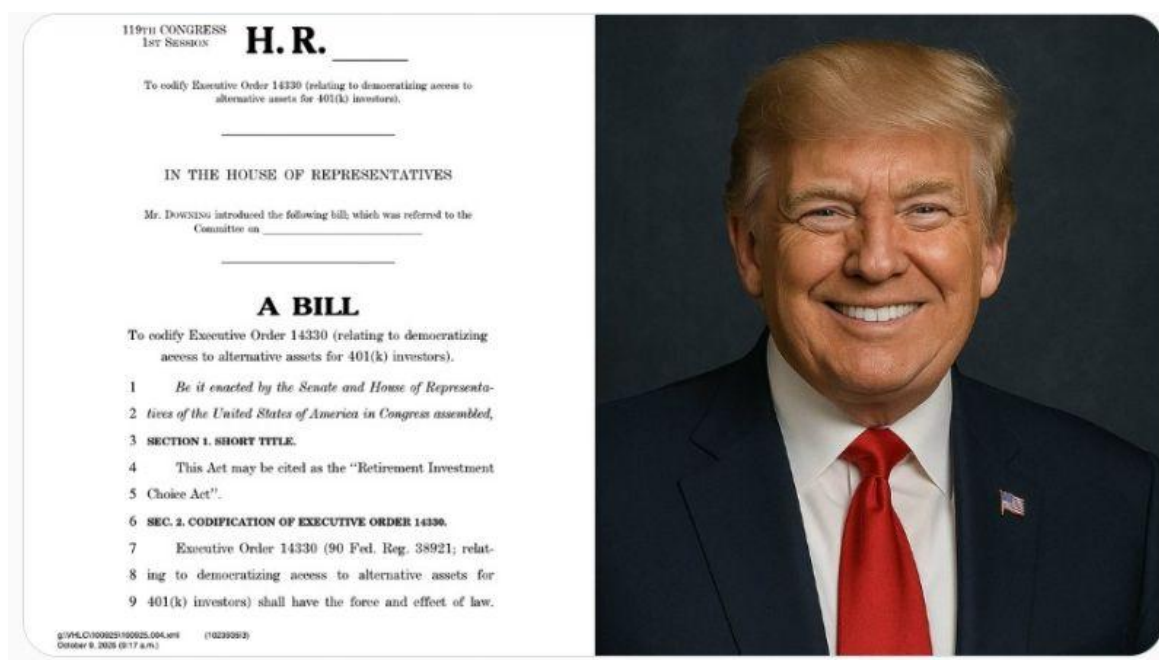 119TH CONGRESS
1ST SESSION
H. R. ________
To codify Executive Order 14330 (relating to democratizing access to
alternative assets for 401(k) investors).
IN THE HOUSE OF REPRESENTATIVES
Mr. DOWNING introduced the following bill; which was referred to the
Committee on ________________________
A BILL
To codify Executive Order 14330 (relating to democratizing
access to alternative assets for 401(k) investors).
1 Be it enacted by the Senate and House of Representa-
2 tives of the United States of America in Congress assembled,
3 SECTION 1. SHORT TITLE.
4 This Act may be cited as the “Retirement Investment
5 Choice Act”.
6 SEC. 2. CODIFICATION OF EXECUTIVE ORDER 14330.
7 Executive Order 14330 (90 Fed. Reg. 38921; relat-
8 ing to democratizing access to alternative assets for
9 401(k) investors) shall have the force and effect of law.
g:\VHLC\100925\100925.004.xml
October 9, 2025 (9:17 a.m.)